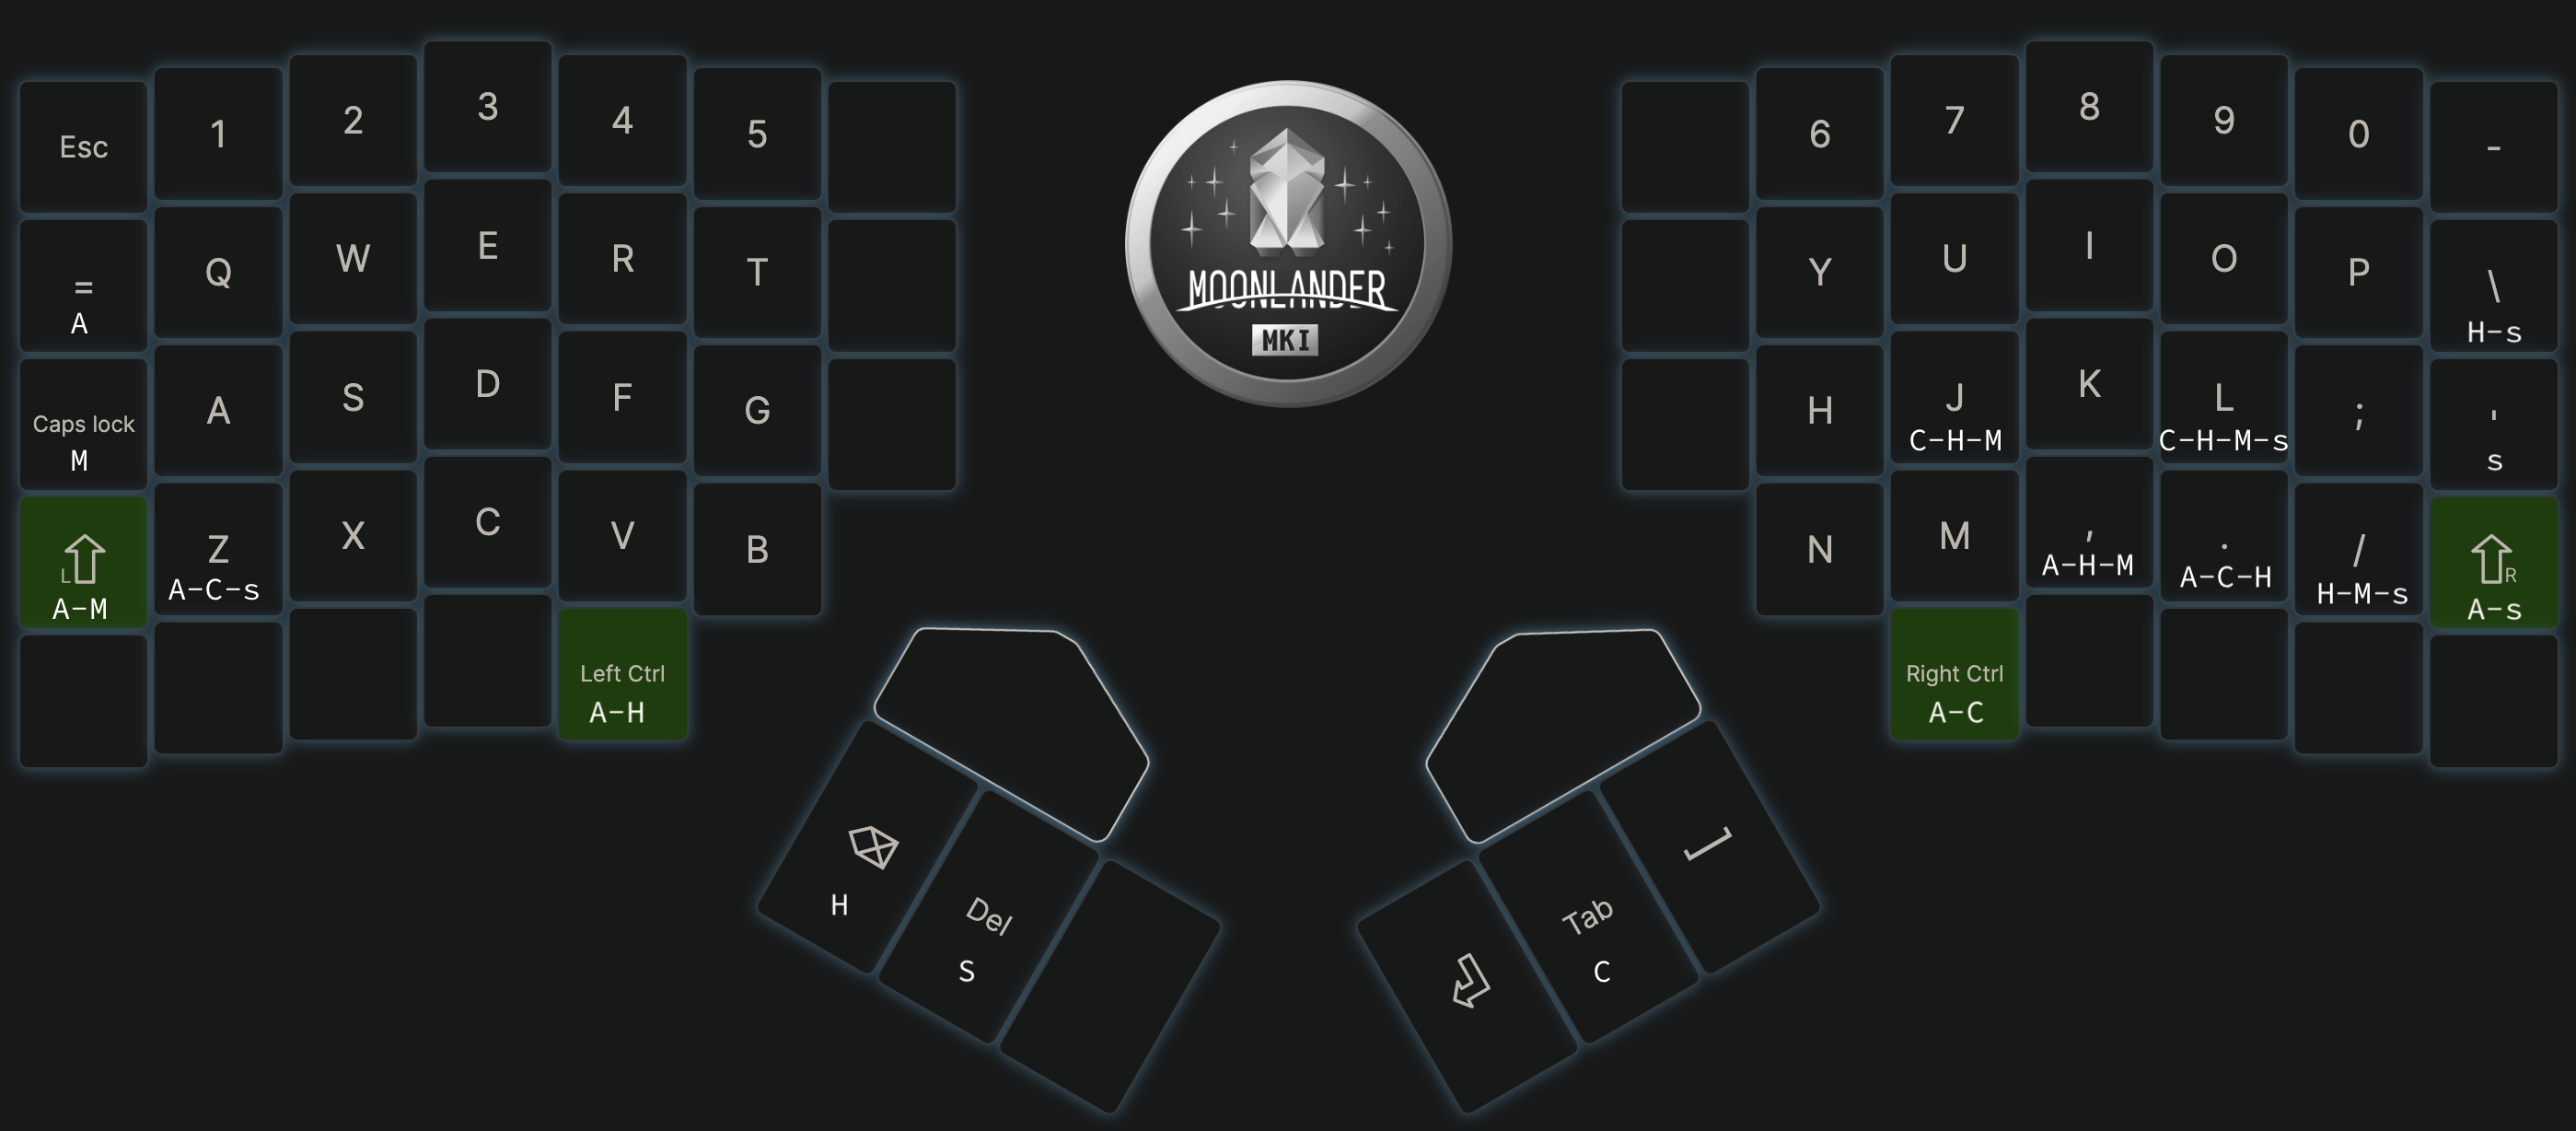 Esc 1 2 3 4 5 6 7 8 9 0 -
= Q W E R T Y U I O P \
A H-s
MOONLANDER
MKI
Caps lock A S D F G H J K L ; '
M C-H-M C-H-M-s s
L Z X C V B N M , . / R
A-M A-C-s A-H-M A-C-H H-M-s A-s
Left Ctrl Right Ctrl
A-H A-C
H
Del Tab
S C